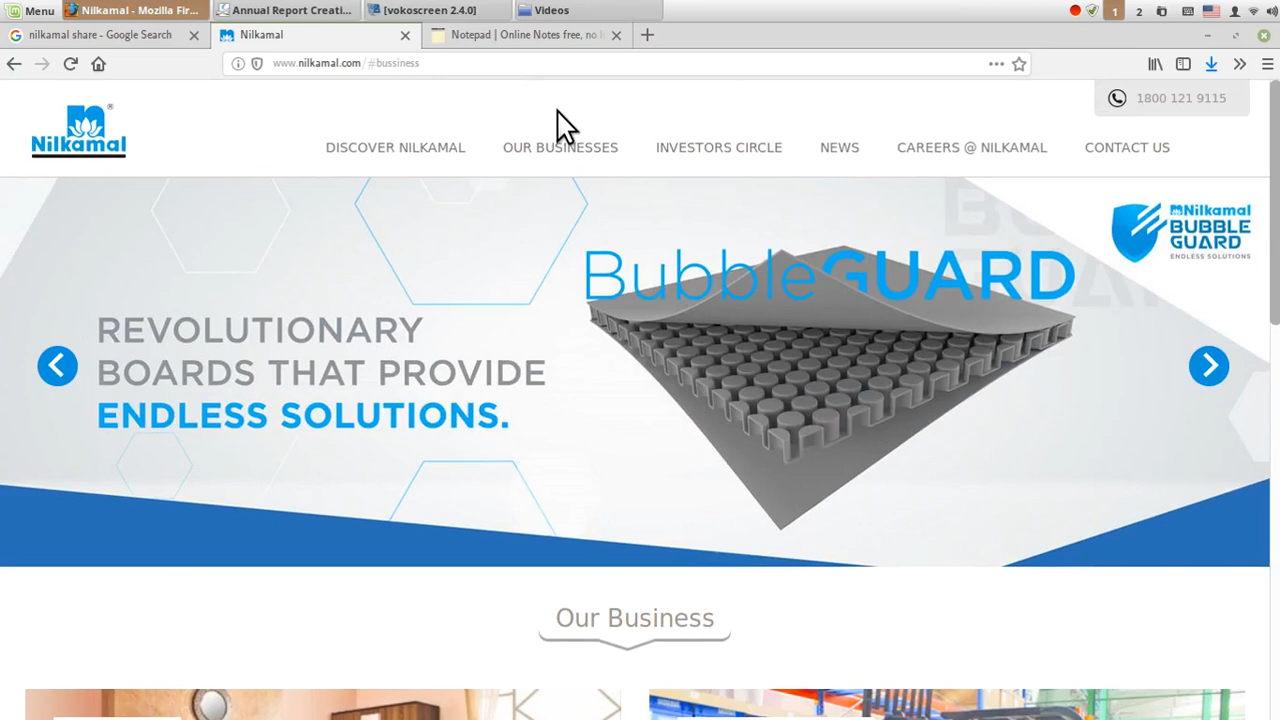 Menu
Nilkamal - Mozilla Fir...
Annual Report Creati...
[vokoscreen 2.4.0]
Videos
1
2
nilkamal share - Google Search
Nilkamal
Notepad | Online Notes free, no l
www.nilkamal.com/#bussiness
1800 121 9115
Nilkamal
DISCOVER NILKAMAL
OUR BUSINESSES
INVESTORS CIRCLE
NEWS
CAREERS @ NILKAMAL
CONTACT US
Nilkamal
BUBBLE
GUARD
ENDLESS SOLUTIONS
BubbleGUARD
REVOLUTIONARY
BOARDS THAT PROVIDE
ENDLESS SOLUTIONS.
Our Business